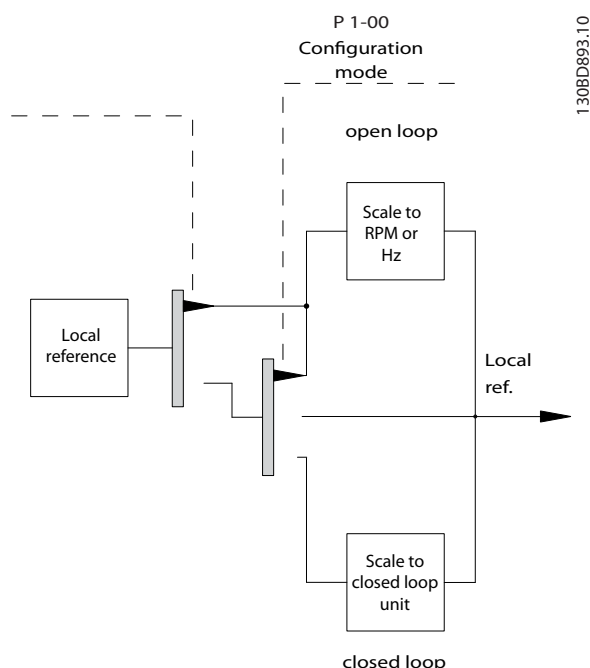 P 1-00
Configuration
mode
130BD893.10
open loop
Scale to
RPM or
Hz
Local
reference
Local
ref.
Scale to
closed loop
unit
closed loop